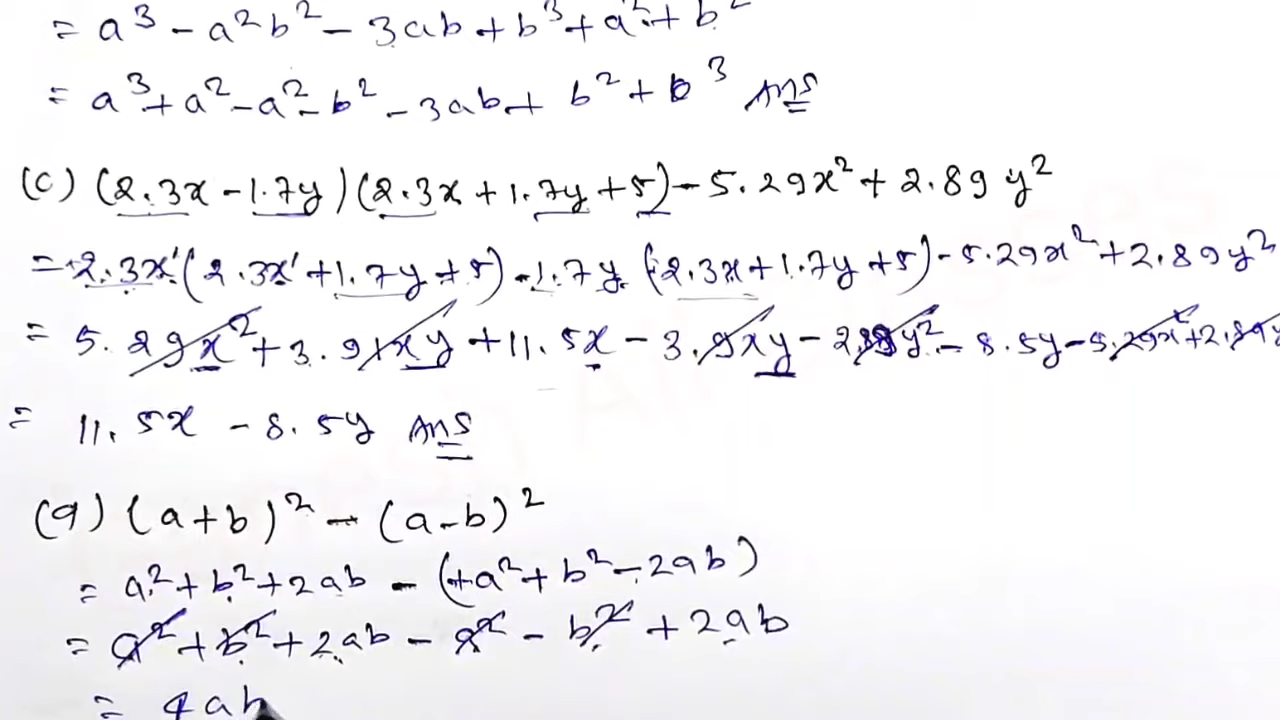 = a³ - a²b² - 3ab + b³ + a² + b²
= a³ + a² - a² - b² - 3ab + b² + b³ Ans
(c) (2.3x - 1.7y) (2.3x + 1.7y + 5) - 5.29x² + 2.89y²
= 2.3x (2.3x + 1.7y + 5) - 1.7y (2.3x + 1.7y + 5) - 5.29x² + 2.89y²
= 5.29x² + 3.91xy + 11.5x - 3.91xy - 2.89y² - 8.5y - 5.29x² + 2.89y
= 11.5x - 8.5y Ans
(9) (a+b)² - (a-b)²
= a² + b² + 2ab - (+a² + b² - 2ab)
= a² + b² + 2ab - a² - b² + 2ab
= 4ab